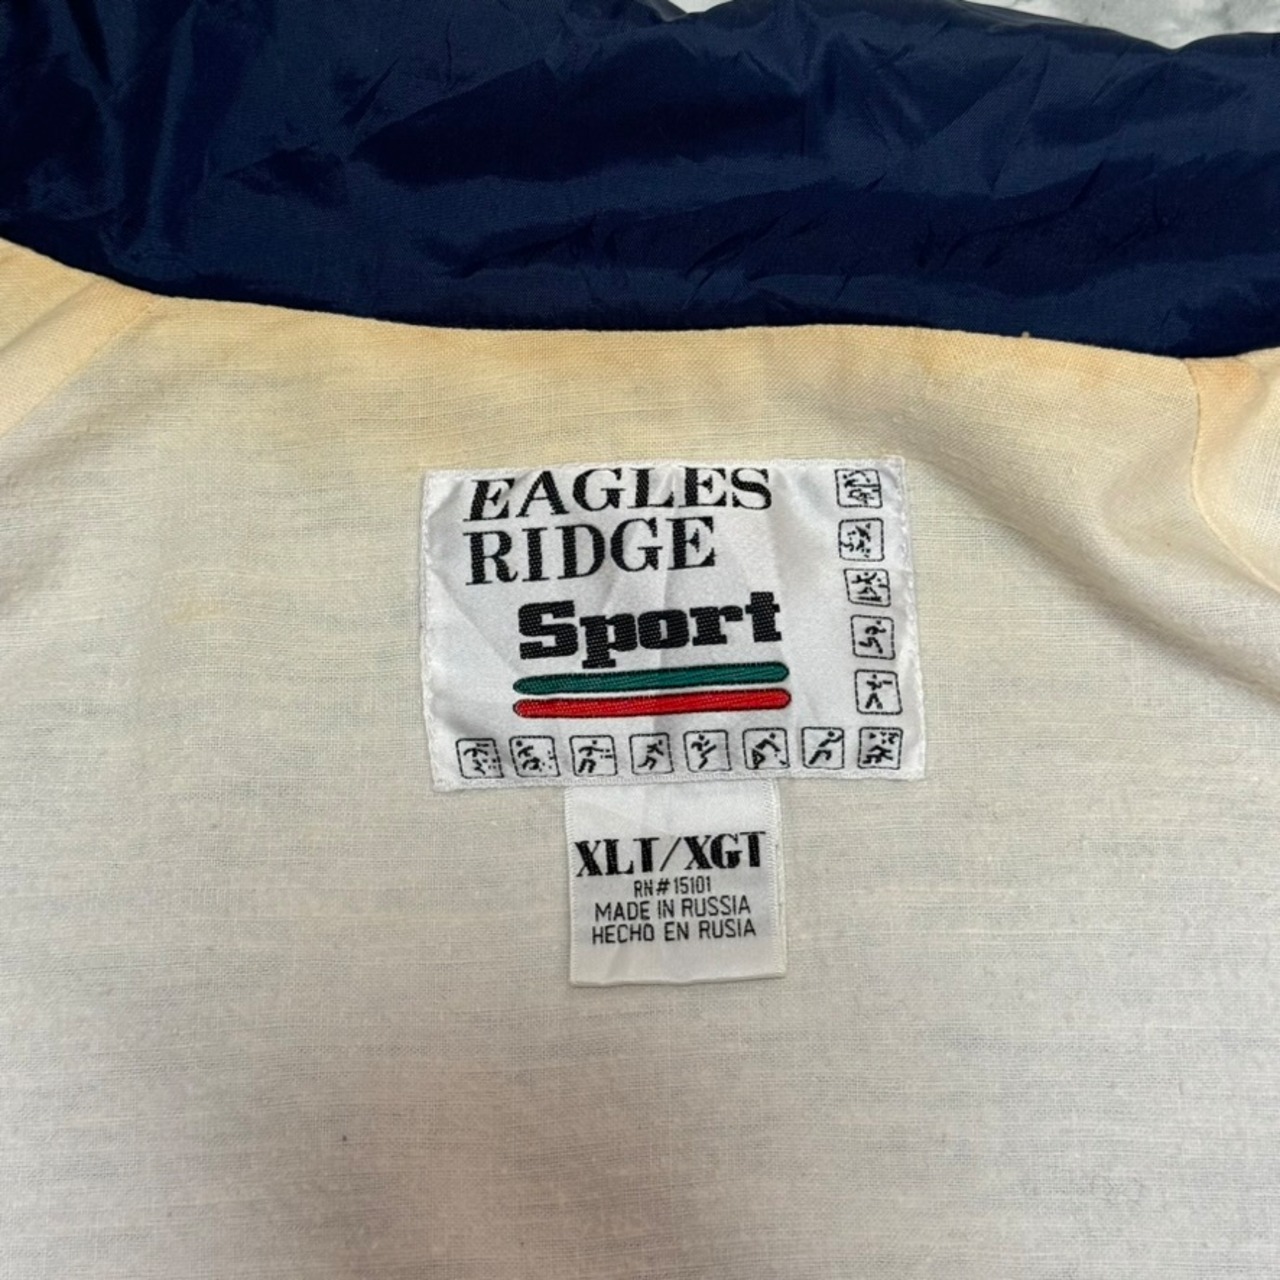 EAGLES
RIDGE
Sport
XLT/XGT
RN#15101
MADE IN RUSSIA
HECHO EN RUSIA